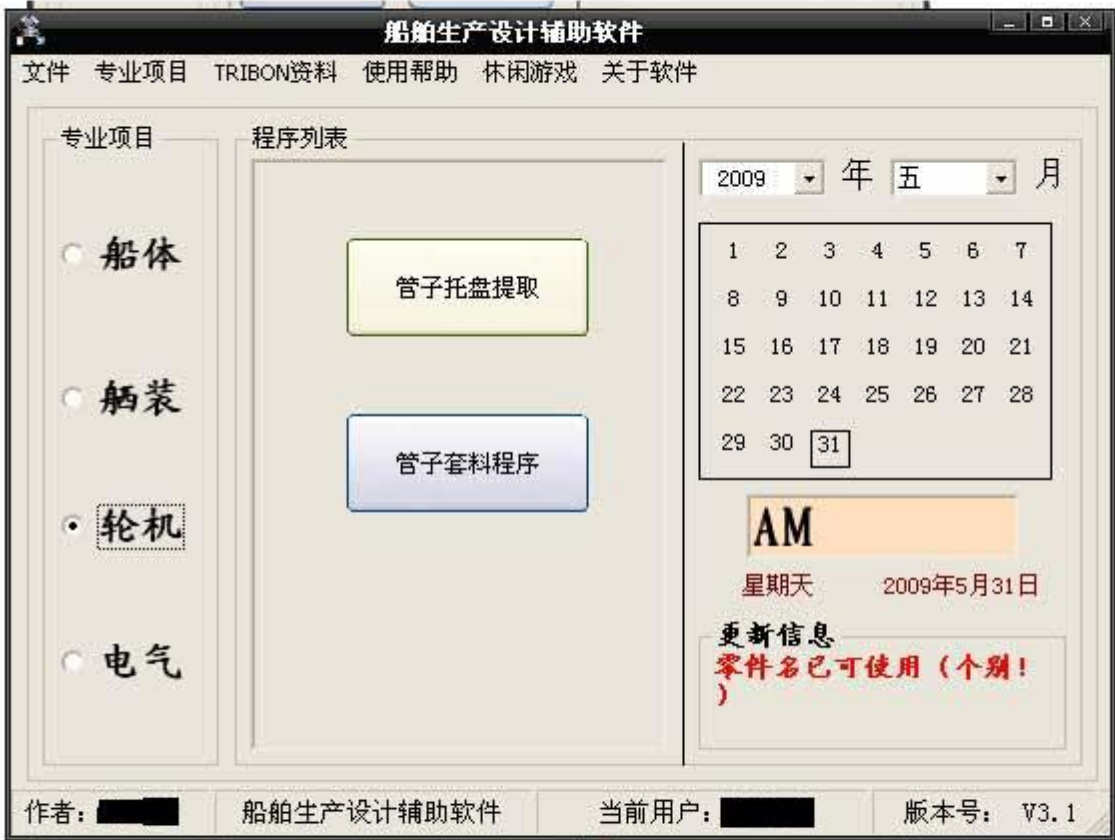 船舶生产设计辅助软件
文件 专业项目 TRIBON资料 使用帮助 休闲游戏 关于软件
专业项目
船体
舾装
轮机
电气
程序列表
管子托盘提取
管子套料程序
2009 年 五 月
1 2 3 4 5 6 7
8 9 10 11 12 13 14
15 16 17 18 19 20 21
22 23 24 25 26 27 28
29 30 31
AM
星期天 2009年5月31日
更新信息
零件名已可使用（个别！
）
作者： 船舶生产设计辅助软件 当前用户： 版本号： V3.1